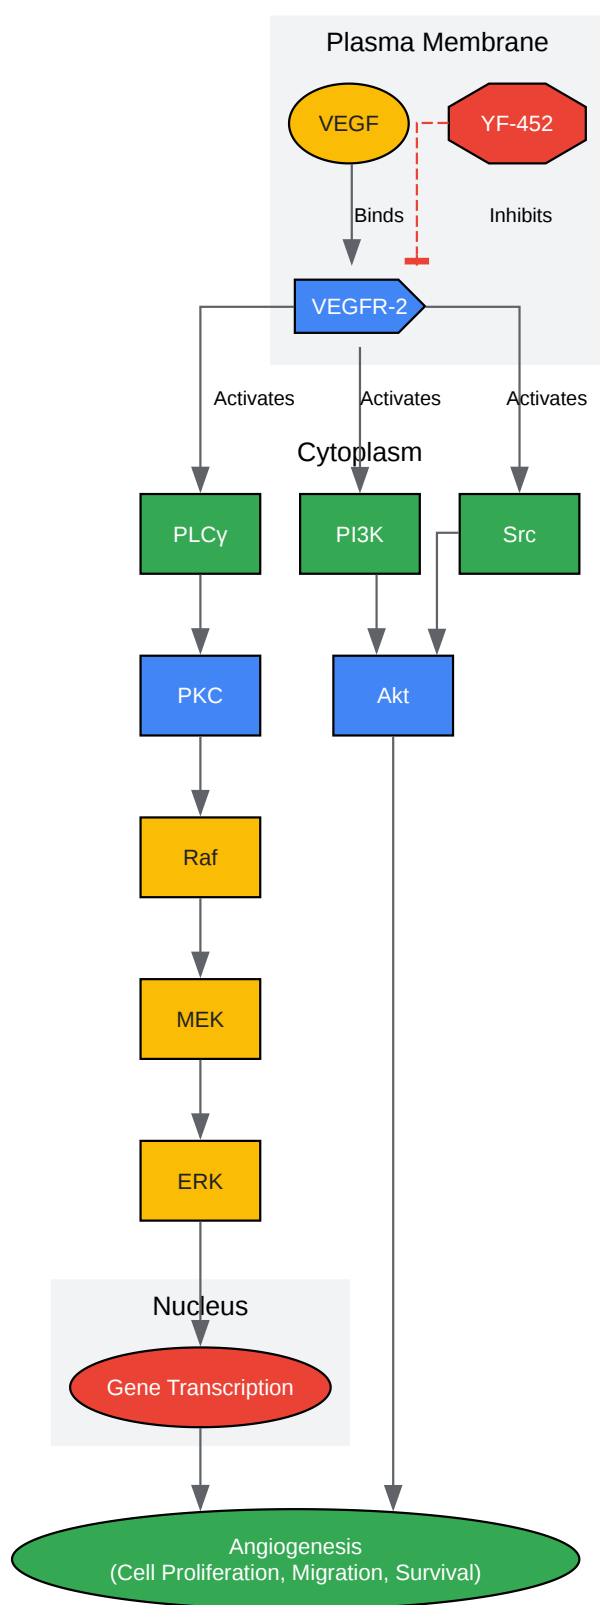 Plasma Membrane
VEGF
YF-452
Binds
Inhibits
VEGFR-2
Activates
Activates
Activates
Cytoplasm
PLCγ
PI3K
Src
PKC
Akt
Raf
MEK
ERK
Nucleus
Gene Transcription
Angiogenesis
(Cell Proliferation, Migration, Survival)